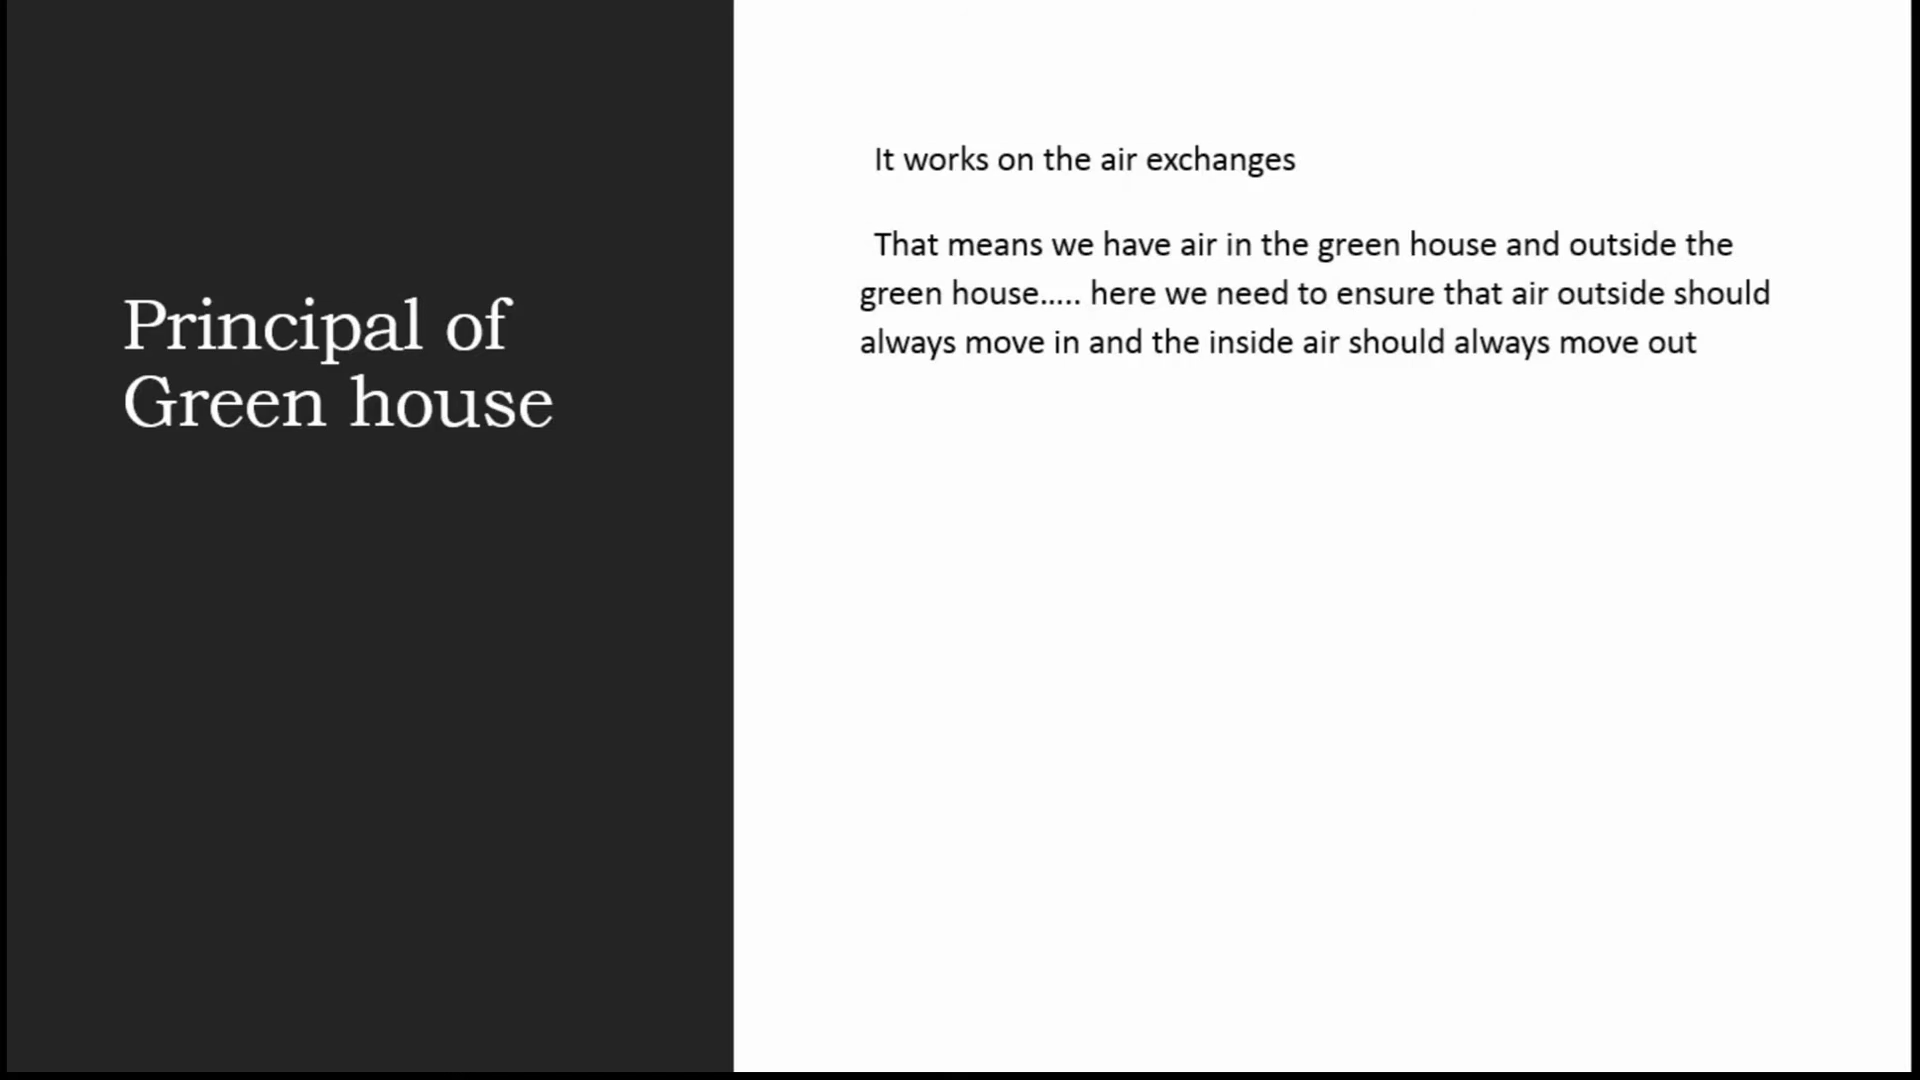 Principal of
Green house
It works on the air exchanges
That means we have air in the green house and outside the
green house..... here we need to ensure that air outside should
always move in and the inside air should always move out